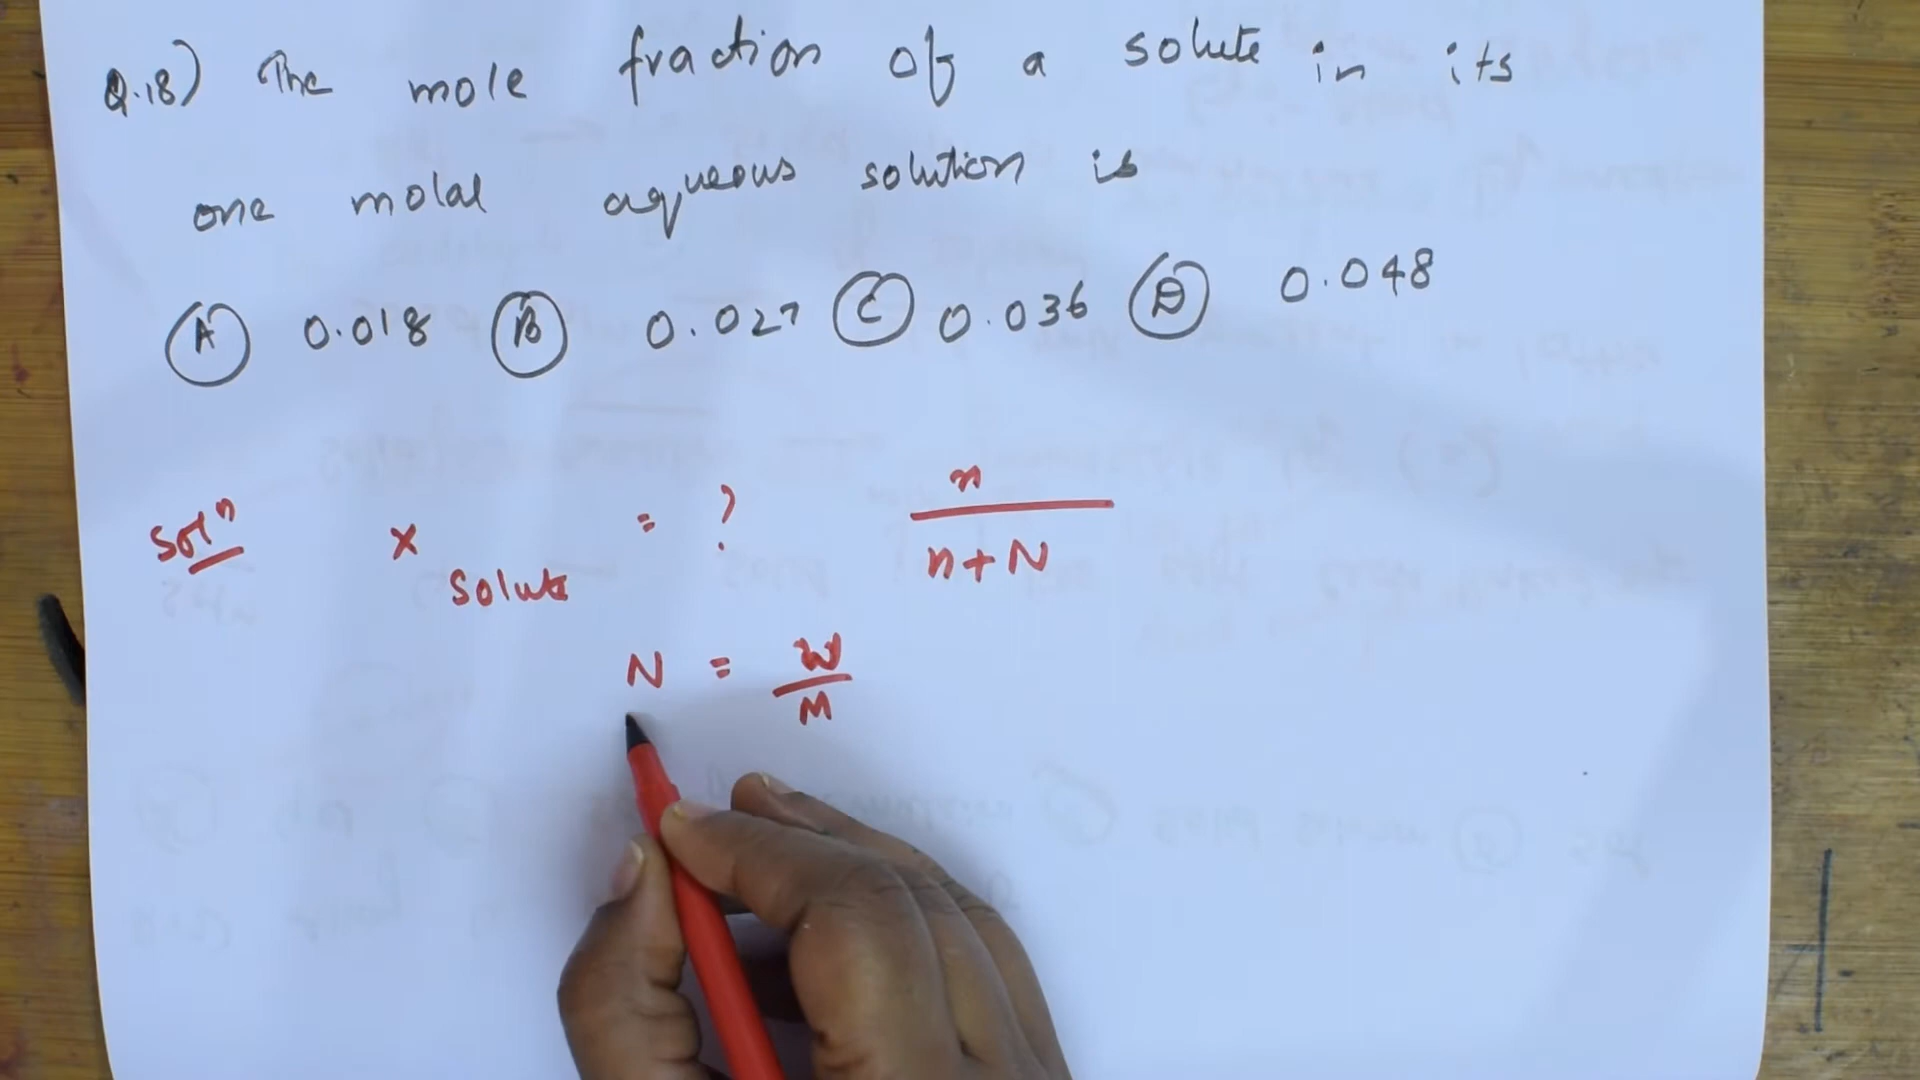 Q.18) The mole fraction of a solute in its
one molal aqueous solution is
(A) 0.018 (B) 0.027 (C) 0.036 (D) 0.048
Solⁿ x solute = ? n / n+N
N = W / M